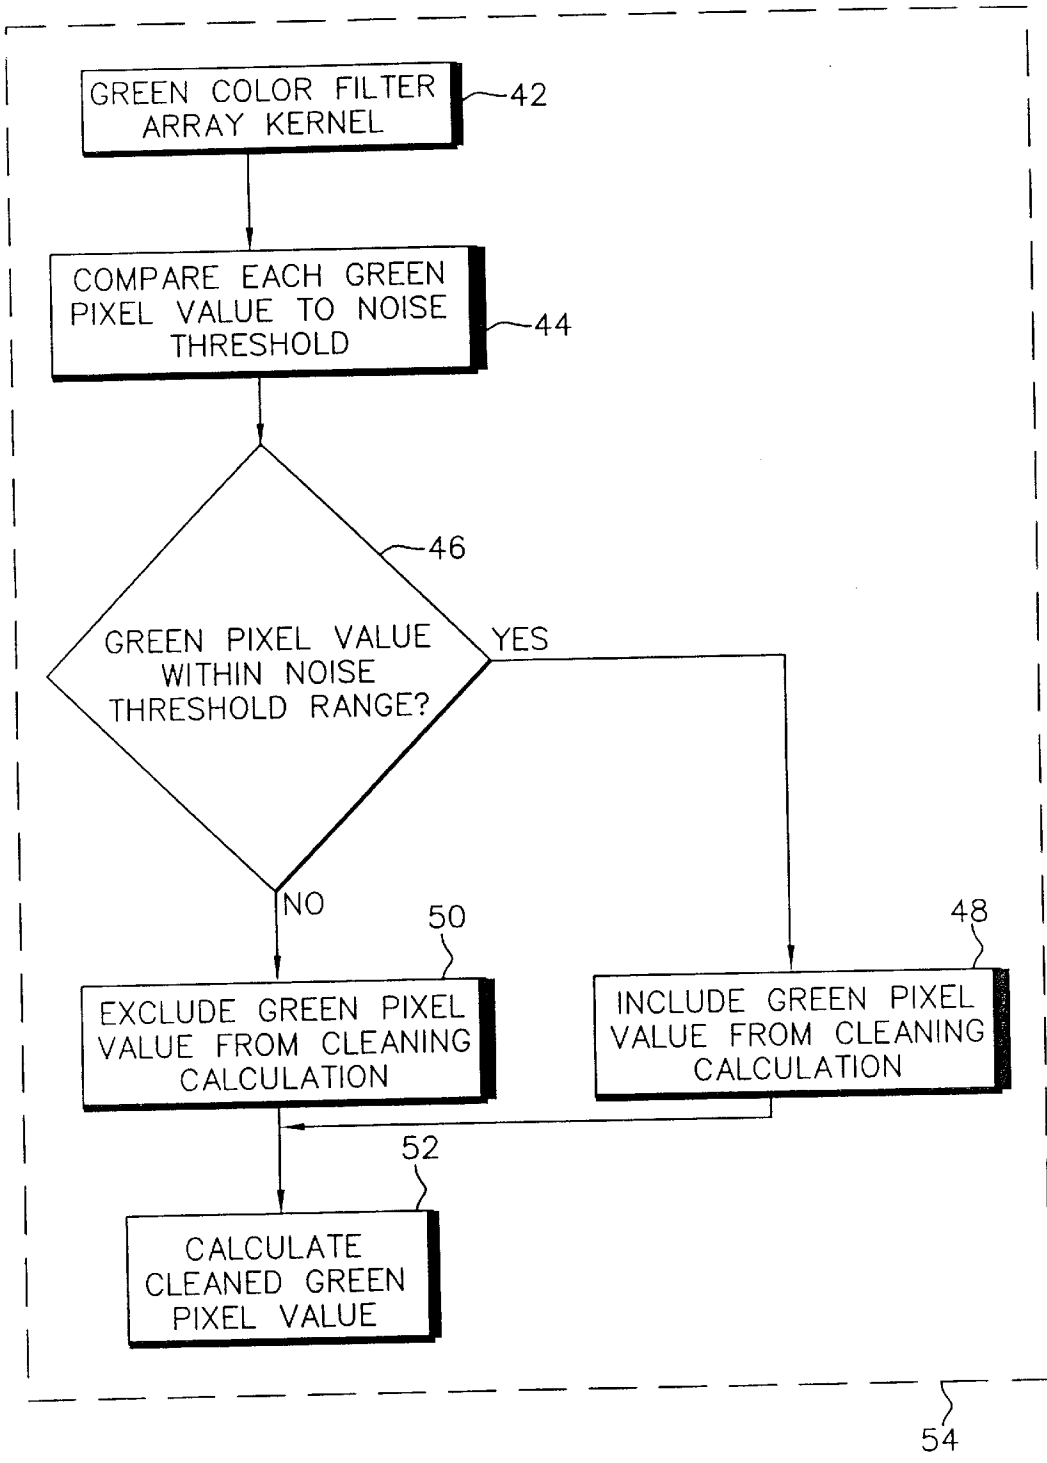 GREEN COLOR FILTER
ARRAY KERNEL
42
COMPARE EACH GREEN
PIXEL VALUE TO NOISE
THRESHOLD
44
46
GREEN PIXEL VALUE
WITHIN NOISE
THRESHOLD RANGE?
YES
NO
50
EXCLUDE GREEN PIXEL
VALUE FROM CLEANING
CALCULATION
48
INCLUDE GREEN PIXEL
VALUE FROM CLEANING
CALCULATION
52
CALCULATE
CLEANED GREEN
PIXEL VALUE
54